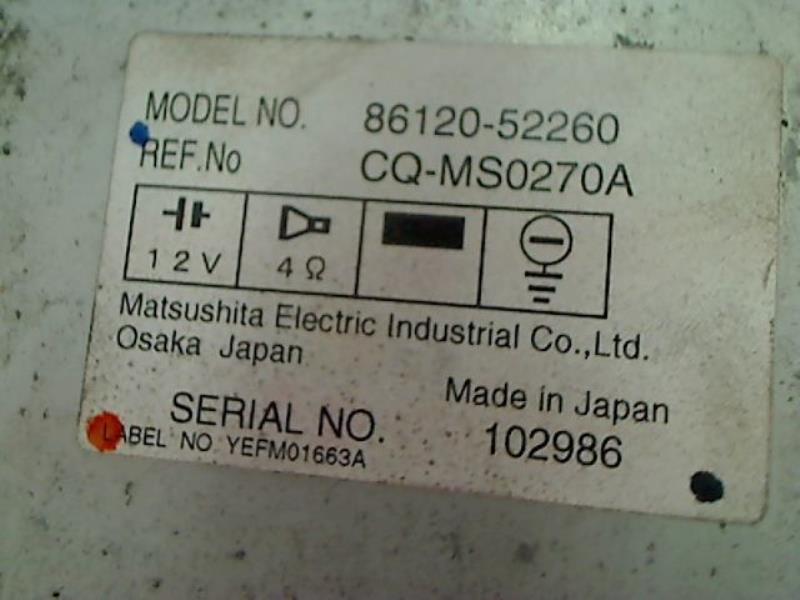 MODEL NO. 86120-52260
REF.No CQ-MS0270A
12V 4Ω
Matsushita Electric Industrial Co.,Ltd.
Osaka Japan
Made in Japan
SERIAL NO. 102986
LABEL NO YEFM01663A